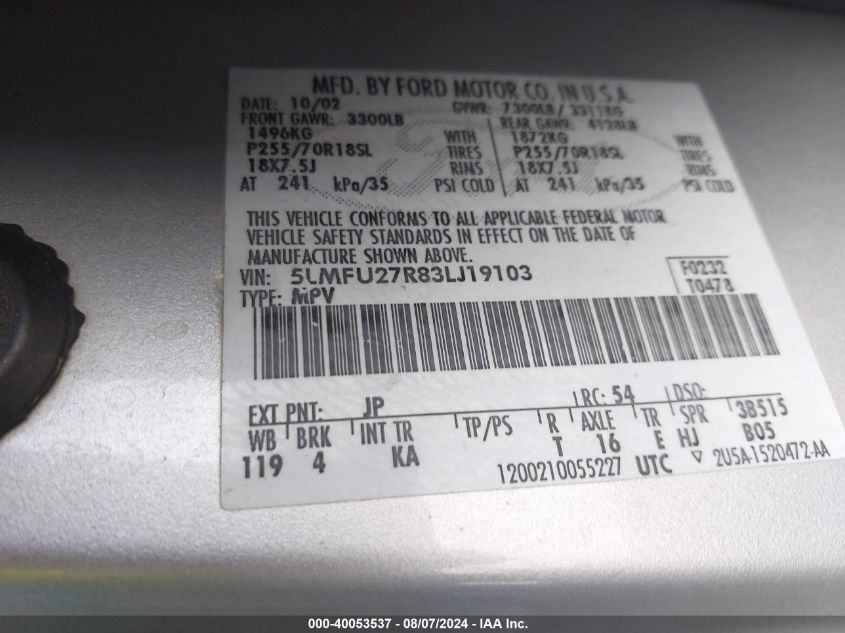 MFD. BY FORD MOTOR CO. IN U.S.A.
DATE: 10/02 GVWR: 7300LB/ 3311KG
FRONT GAWR: 3300LB REAR GAWR: 4128LB
1496KG WITH 1872KG WITH
P255/70R18SL TIRES P255/70R18SL TIRES
18X7.5J RIMS 18X7.5J RIMS
AT 241 kPa/35 PSI COLD AT 241 kPa/35 PSI COLD
THIS VEHICLE CONFORMS TO ALL APPLICABLE FEDERAL MOTOR
VEHICLE SAFETY STANDARDS IN EFFECT ON THE DATE OF
MANUFACTURE SHOWN ABOVE.
VIN: 5LMFU27R83LJ19103 F0232
TYPE: MPV T0478
EXT PNT: JP RC: 54 DSO:
WB BRK INT TR TP/PS R AXLE TR SPR 3B515
119 4 KA T 16 E HJ B05
1200210055227 UTC ▽ 2U5A-1520472-AA
000-40053537 - 08/07/2024 - IAA Inc.